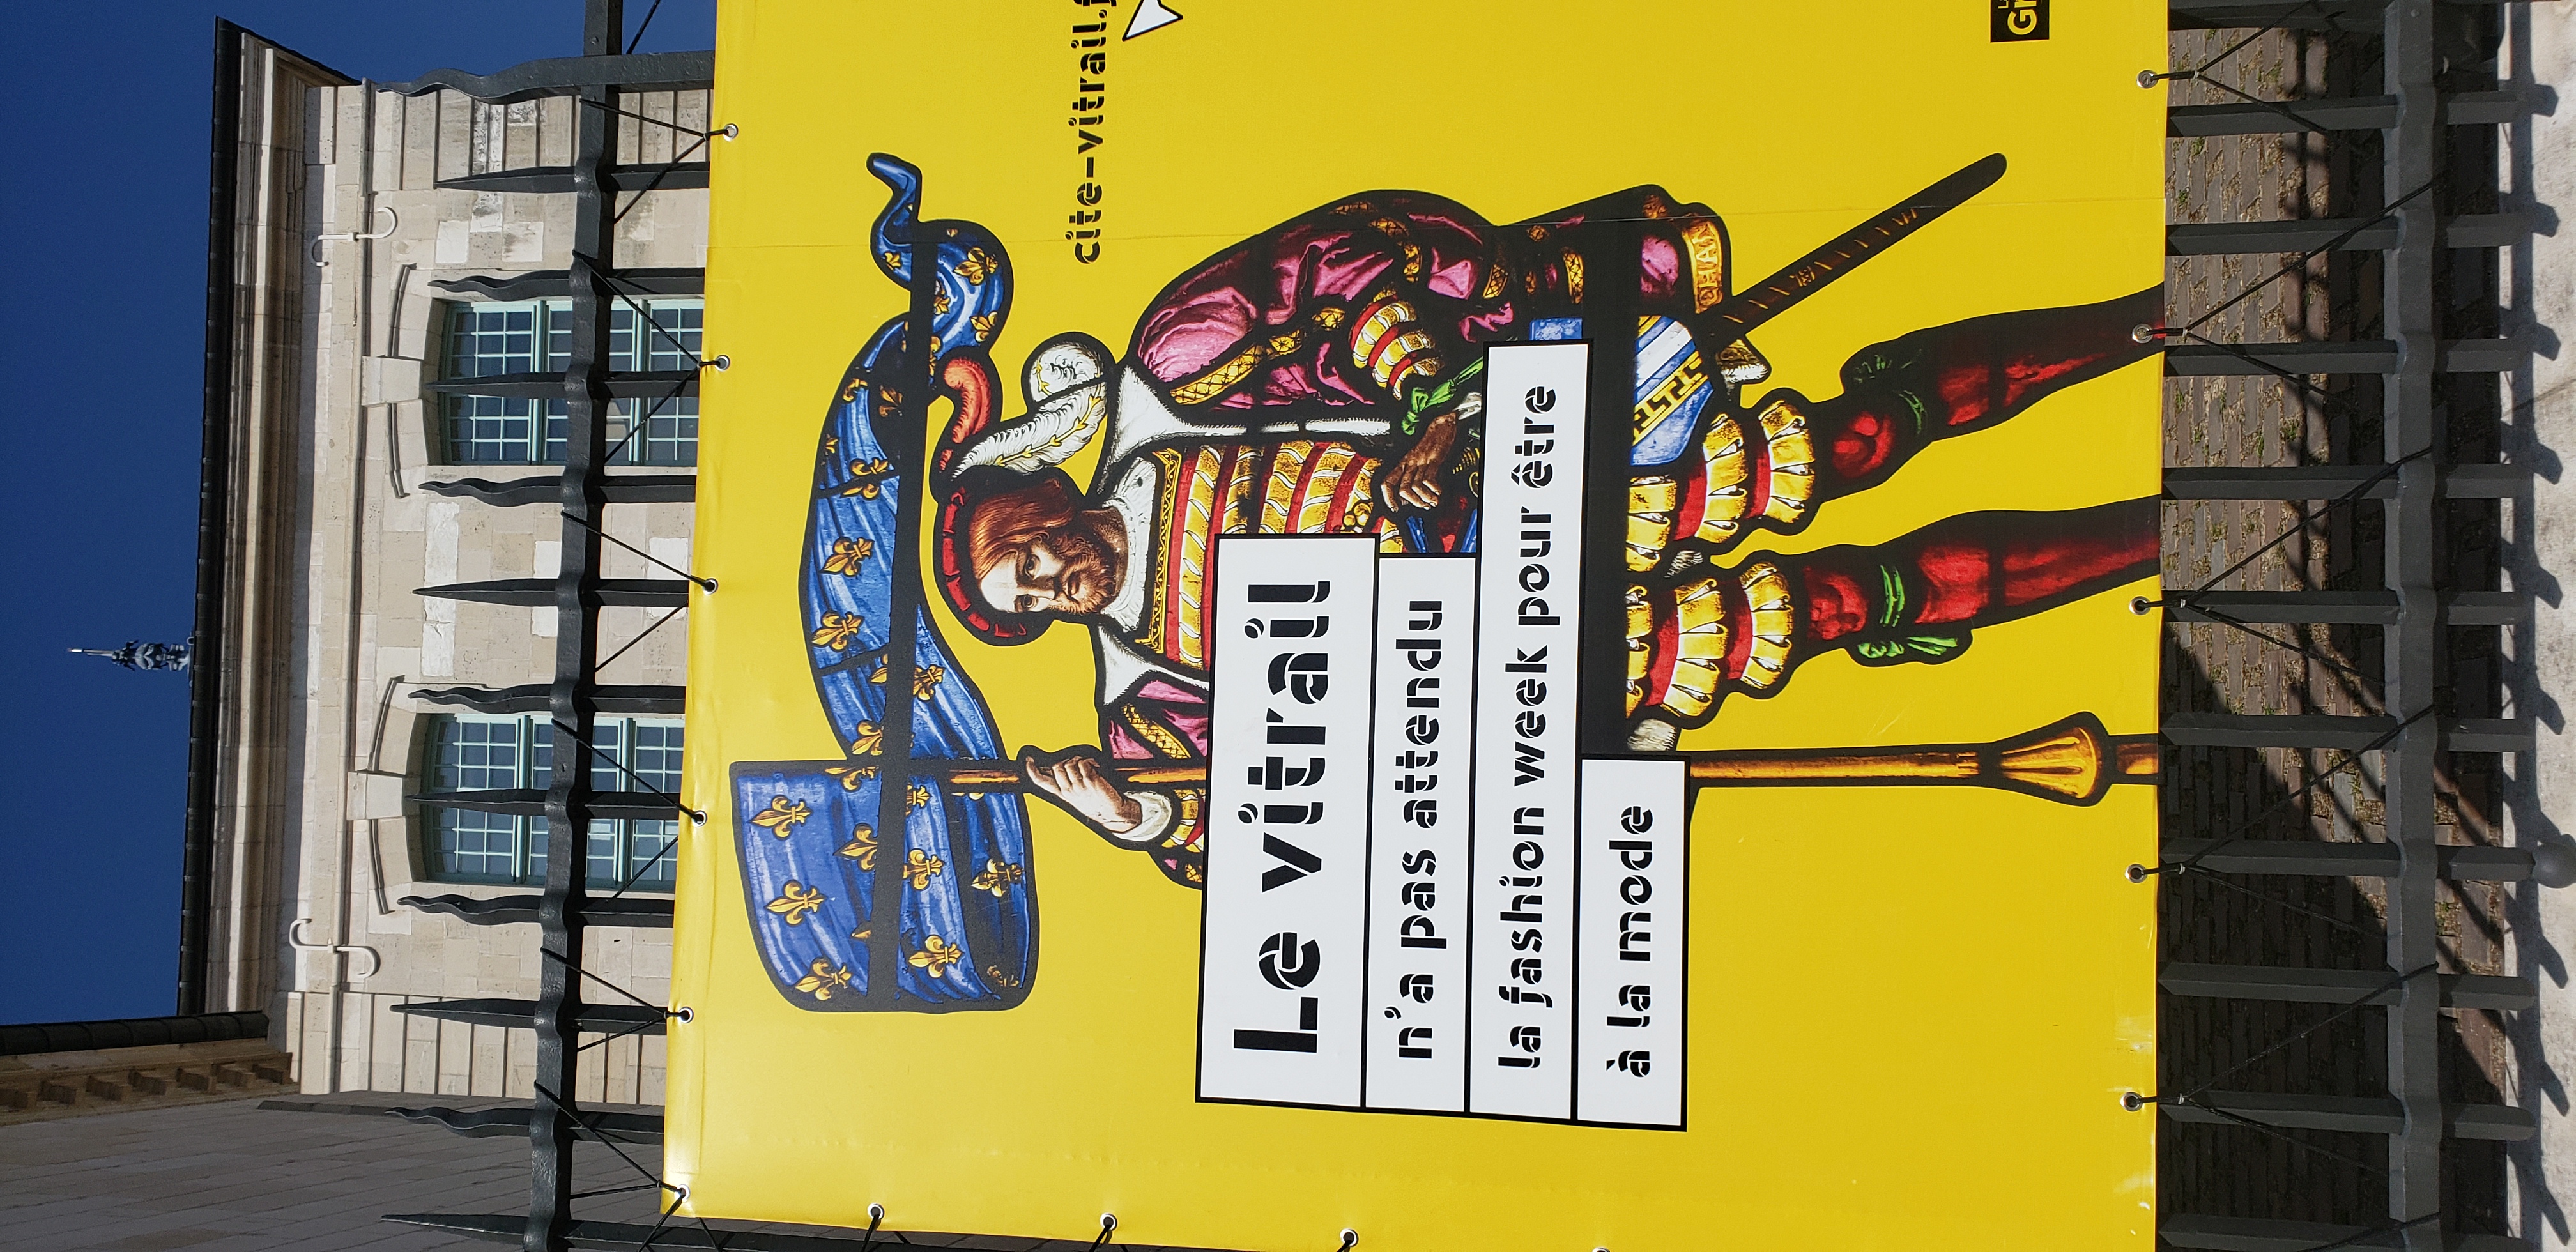 cite-vitrail.f
Le vitrail
n'a pas attendu
la fashion week pour être
à la mode